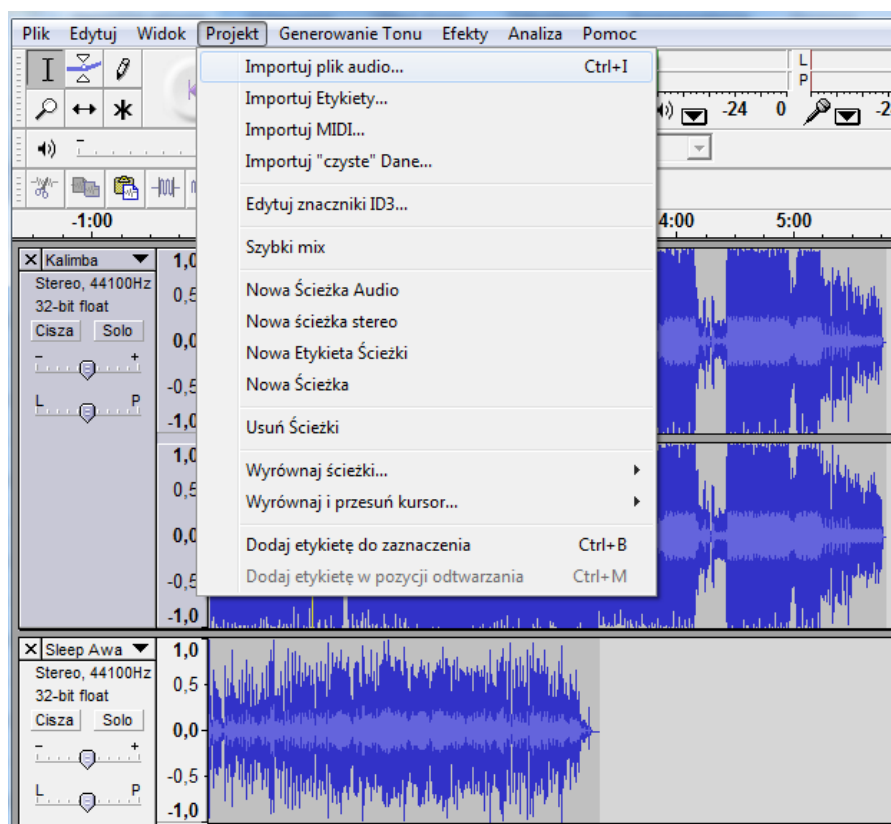 Plik Edytuj Widok Projekt Generowanie Tonu Efekty Analiza Pomoc
Importuj plik audio... Ctrl+I
Importuj Etykiety...
Importuj MIDI...
Importuj "czyste" Dane...
Edytuj znaczniki ID3...
Szybki mix
Nowa Ścieżka Audio
Nowa ścieżka stereo
Nowa Etykieta Ścieżki
Nowa Ścieżka
Usuń Ścieżki
Wyrównaj ścieżki...
Wyrównaj i przesuń kursor...
Dodaj etykietę do zaznaczenia Ctrl+B
Dodaj etykietę w pozycji odtwarzania Ctrl+M
L
P
-24 0
-1:00 4:00 5:00
Kalimba
Stereo, 44100Hz
32-bit float
Cisza Solo
- +
L P
1,0
0,5
0,0
-0,5
-1,0
1,0
0,5
0,0
-0,5
-1,0
Sleep Awa
Stereo, 44100Hz
32-bit float
Cisza Solo
- +
L P
1,0
0,5
0,0
-0,5
-1,0